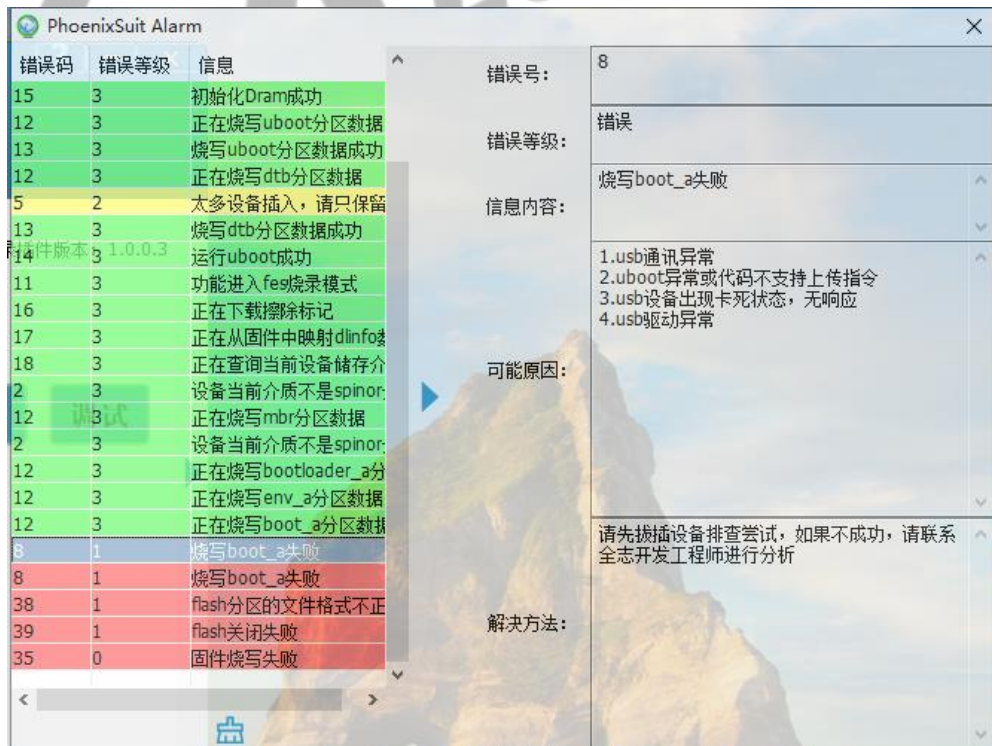 PhoenixSuit Alarm
错误码 错误等级 信息
15 3 初始化Dram成功
12 3 正在烧写uboot分区数据
13 3 烧写uboot分区数据成功
12 3 正在烧写dtb分区数据
5 2 太多设备插入，请只保留
13 3 烧写dtb分区数据成功
14 3 运行uboot成功
11 3 功能进入fes烧录模式
16 3 正在下载擦除标记
17 3 正在从固件中映射dlinfo数
18 3 正在查询当前设备储存介
2 3 设备当前介质不是spinor
12 3 正在烧写mbr分区数据
2 3 设备当前介质不是spinor
12 3 正在烧写bootloader_a分
12 3 正在烧写env_a分区数据
12 3 正在烧写boot_a分区数据
8 1 烧写boot_a失败
8 1 烧写boot_a失败
38 1 flash分区的文件格式不正
39 1 flash关闭失败
35 0 固件烧写失败
插件版本: 1.0.0.3
调试
错误号: 8
错误等级: 错误
信息内容: 烧写boot_a失败
可能原因:
1.usb通讯异常
2.uboot异常或代码不支持上传指令
3.usb设备出现卡死状态，无响应
4.usb驱动异常
解决方法:
请先拔插设备排查尝试，如果不成功，请联系
全志开发工程师进行分析